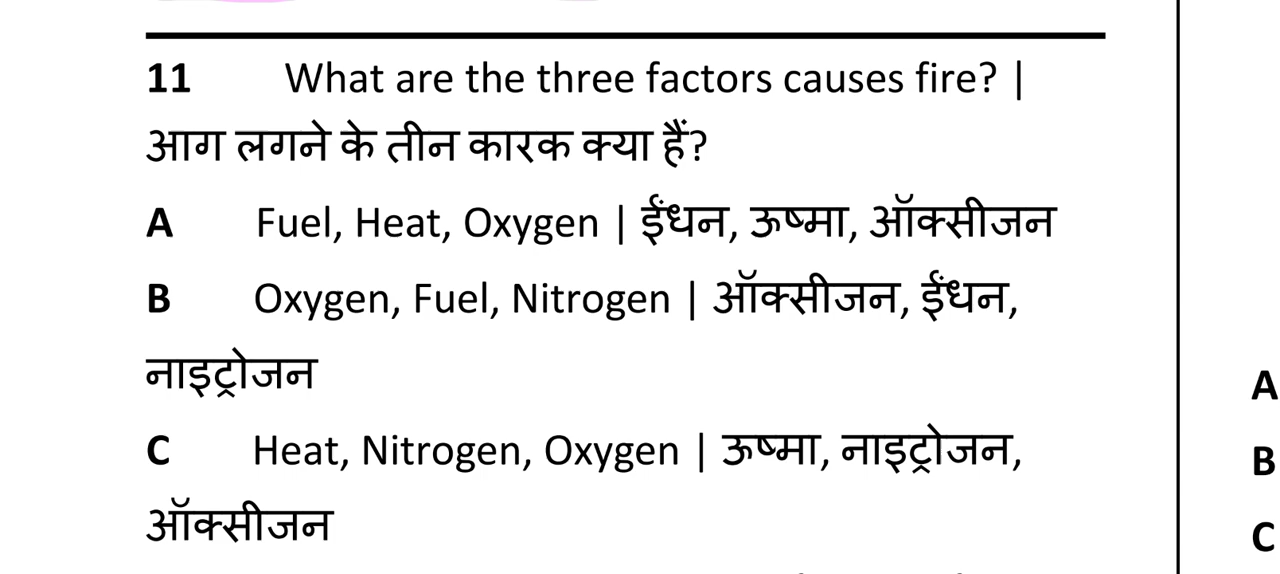 11 What are the three factors causes fire? |
आग लगने के तीन कारक क्या हैं?
A Fuel, Heat, Oxygen | ईंधन, ऊष्मा, ऑक्सीजन
B Oxygen, Fuel, Nitrogen | ऑक्सीजन, ईंधन,
नाइट्रोजन
C Heat, Nitrogen, Oxygen | ऊष्मा, नाइट्रोजन,
ऑक्सीजन
A
B
C